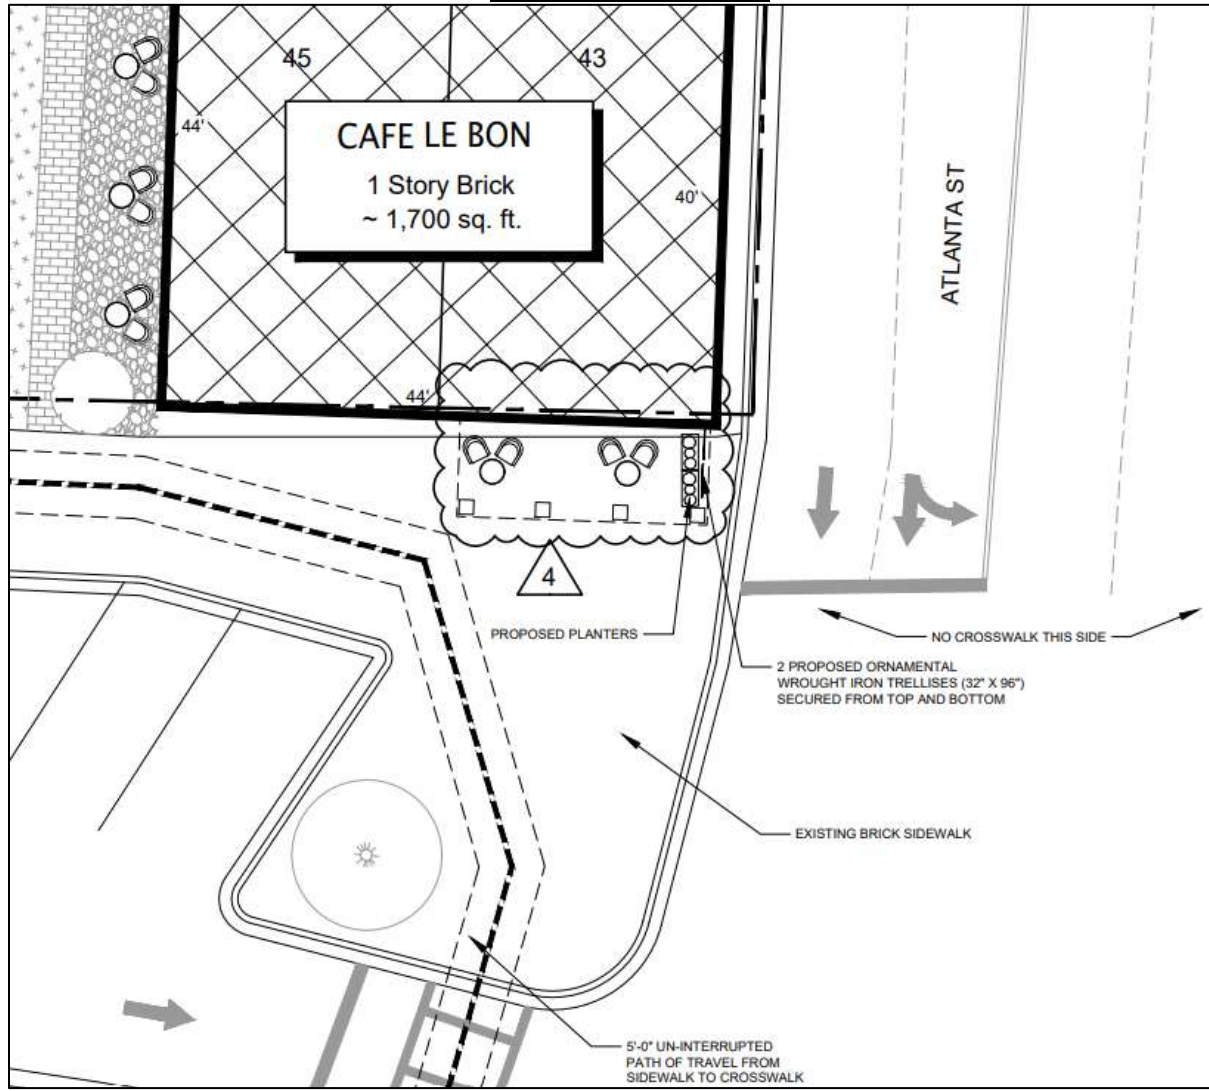 45
43
44'
CAFE LE BON
1 Story Brick
~ 1,700 sq. ft.
40'
ATLANTA ST
44'
4
PROPOSED PLANTERS
NO CROSSWALK THIS SIDE
2 PROPOSED ORNAMENTAL
WROUGHT IRON TRELLISES (32" X 96")
SECURED FROM TOP AND BOTTOM
EXISTING BRICK SIDEWALK
5'-0" UN-INTERRUPTED
PATH OF TRAVEL FROM
SIDEWALK TO CROSSWALK